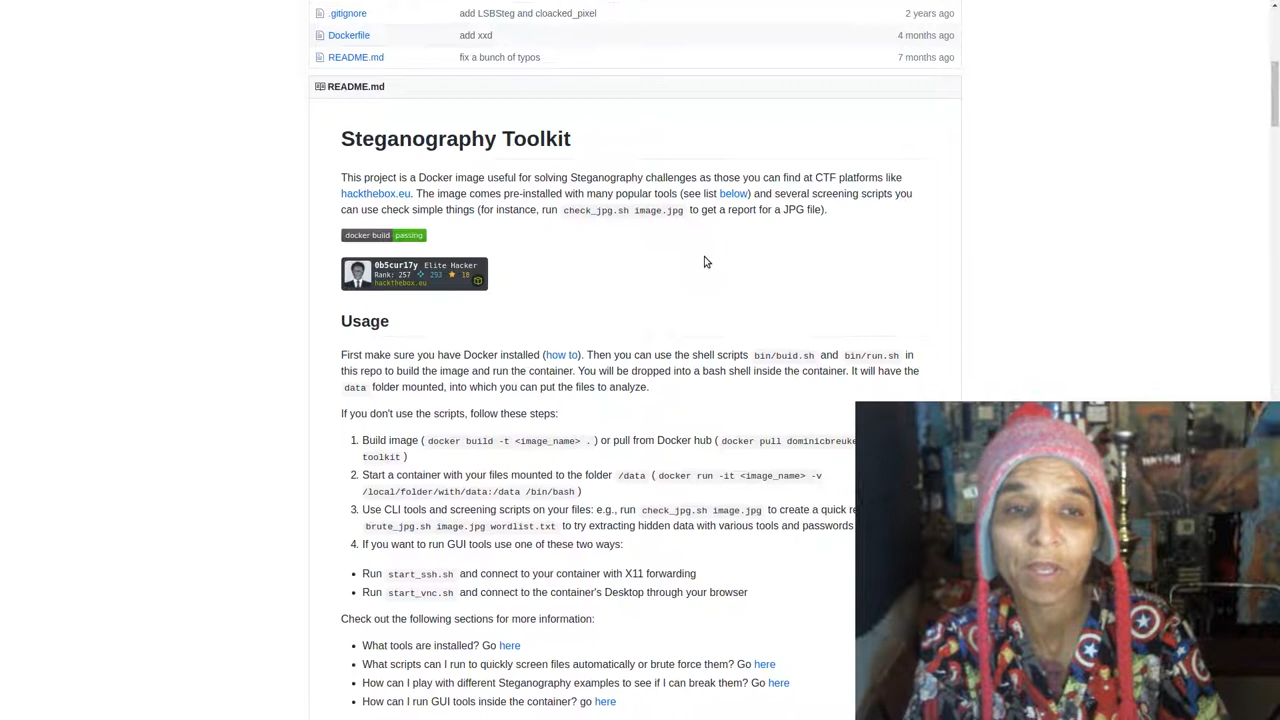 .gitignore add LSBSteg and cloacked_pixel 2 years ago
Dockerfile add xxd 4 months ago
README.md fix a bunch of typos 7 months ago
README.md
Steganography Toolkit
This project is a Docker image useful for solving Steganography challenges as those you can find at CTF platforms like
hackthebox.eu. The image comes pre-installed with many popular tools (see list below) and several screening scripts you
can use check simple things (for instance, run check_jpg.sh image.jpg to get a report for a JPG file).
docker build passing
0b5cur17y Elite Hacker
Rank: 257 293 18
hackthebox.eu
Usage
First make sure you have Docker installed (how to). Then you can use the shell scripts bin/buid.sh and bin/run.sh in
this repo to build the image and run the container. You will be dropped into a bash shell inside the container. It will have the
data folder mounted, into which you can put the files to analyze.
If you don't use the scripts, follow these steps:
1. Build image ( docker build -t <image_name> . ) or pull from Docker hub ( docker pull dominicbreuke
toolkit )
2. Start a container with your files mounted to the folder /data ( docker run -it <image_name> -v
/local/folder/with/data:/data /bin/bash )
3. Use CLI tools and screening scripts on your files: e.g., run check_jpg.sh image.jpg to create a quick re
brute_jpg.sh image.jpg wordlist.txt to try extracting hidden data with various tools and passwords
4. If you want to run GUI tools use one of these two ways:
• Run start_ssh.sh and connect to your container with X11 forwarding
• Run start_vnc.sh and connect to the container's Desktop through your browser
Check out the following sections for more information:
• What tools are installed? Go here
• What scripts can I run to quickly screen files automatically or brute force them? Go here
• How can I play with different Steganography examples to see if I can break them? Go here
• How can I run GUI tools inside the container? go here